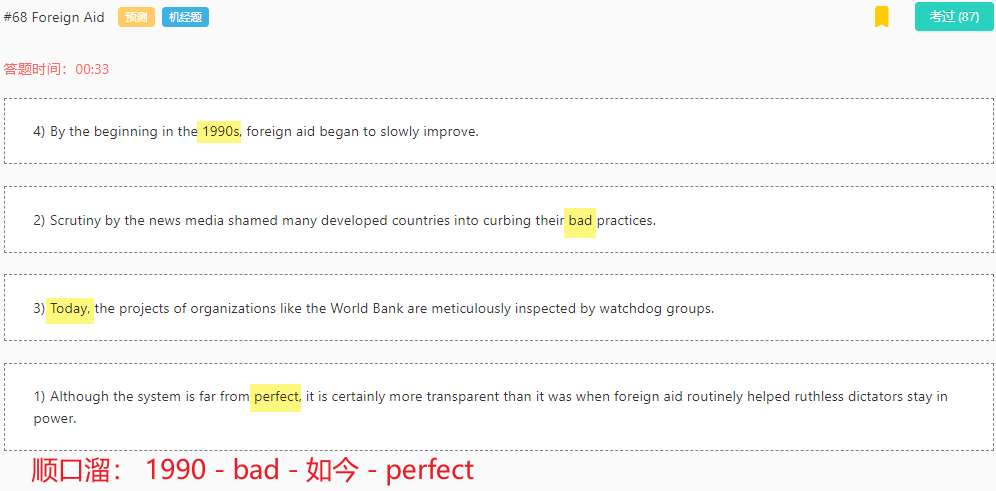 #68 Foreign Aid 预测 机经题 考过 (87)
答题时间：00:33
4) By the beginning in the 1990s, foreign aid began to slowly improve.
2) Scrutiny by the news media shamed many developed countries into curbing their bad practices.
3) Today, the projects of organizations like the World Bank are meticulously inspected by watchdog groups.
1) Although the system is far from perfect, it is certainly more transparent than it was when foreign aid routinely helped ruthless dictators stay in
power.
顺口溜： 1990 - bad - 如今 - perfect